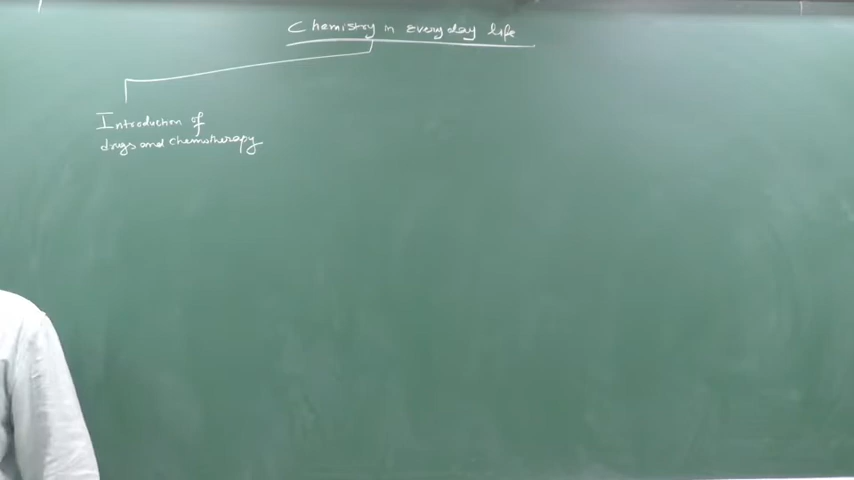 Chemistry in everyday life
Introduction of
drugs and chemotherapy